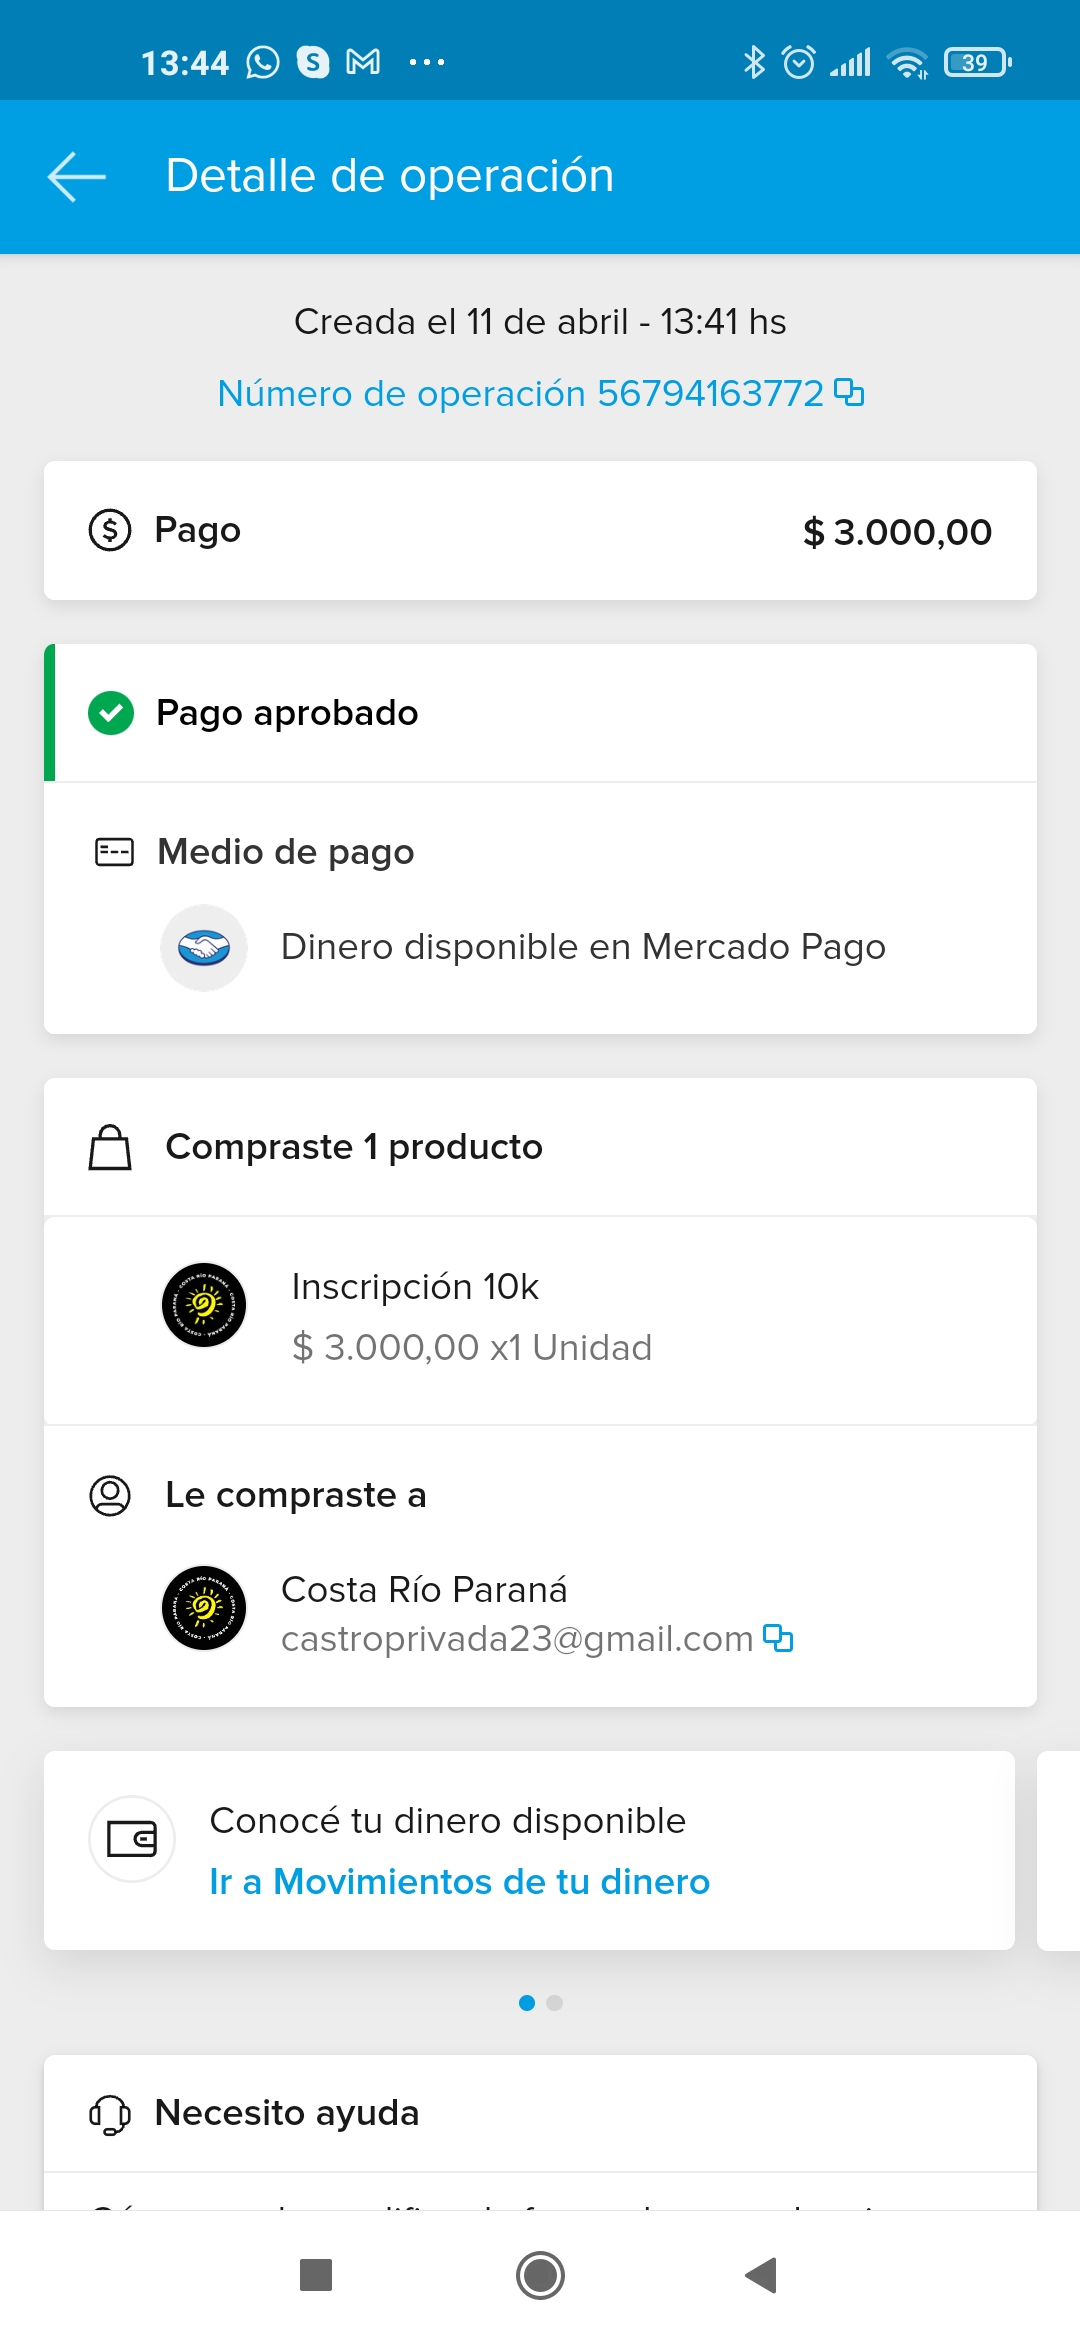 13:44
39
Detalle de operación
Creada el 11 de abril - 13:41 hs
Número de operación 56794163772
Pago
$ 3.000,00
Pago aprobado
Medio de pago
Dinero disponible en Mercado Pago
Compraste 1 producto
Inscripción 10k
$ 3.000,00 x1 Unidad
Le compraste a
Costa Río Paraná
castroprivada23@gmail.com
Conocé tu dinero disponible
Ir a Movimientos de tu dinero
Necesito ayuda